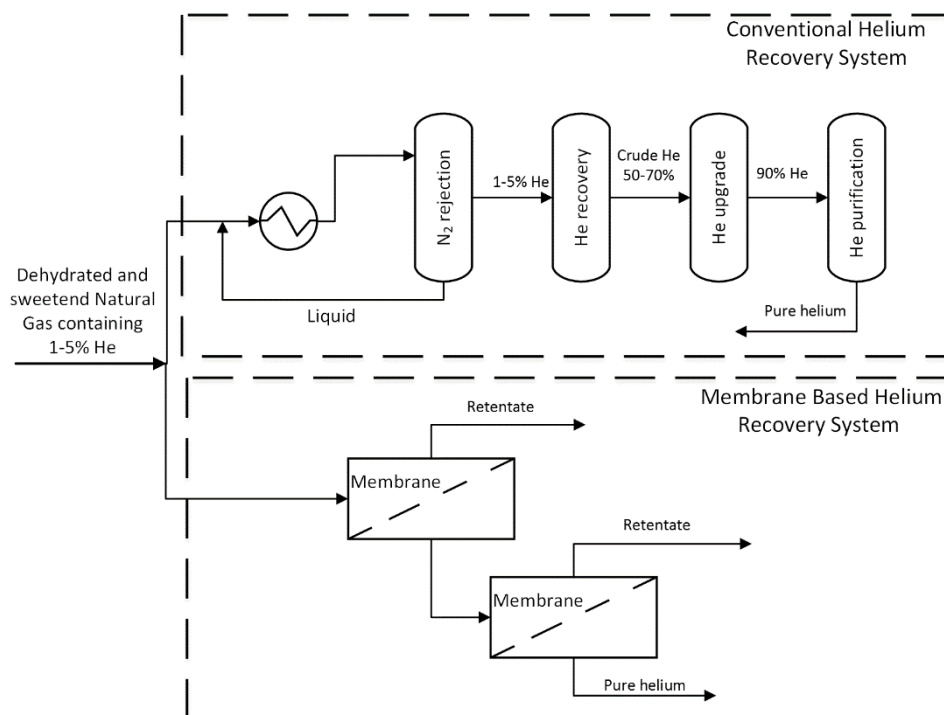 Conventional Helium
Recovery System
N₂ rejection
1-5% He
He recovery
Crude He
50-70%
He upgrade
90% He
He purification
Liquid
Pure helium
Dehydrated and
sweetend Natural
Gas containing
1-5% He
Membrane Based Helium
Recovery System
Retentate
Membrane
Retentate
Membrane
Pure helium